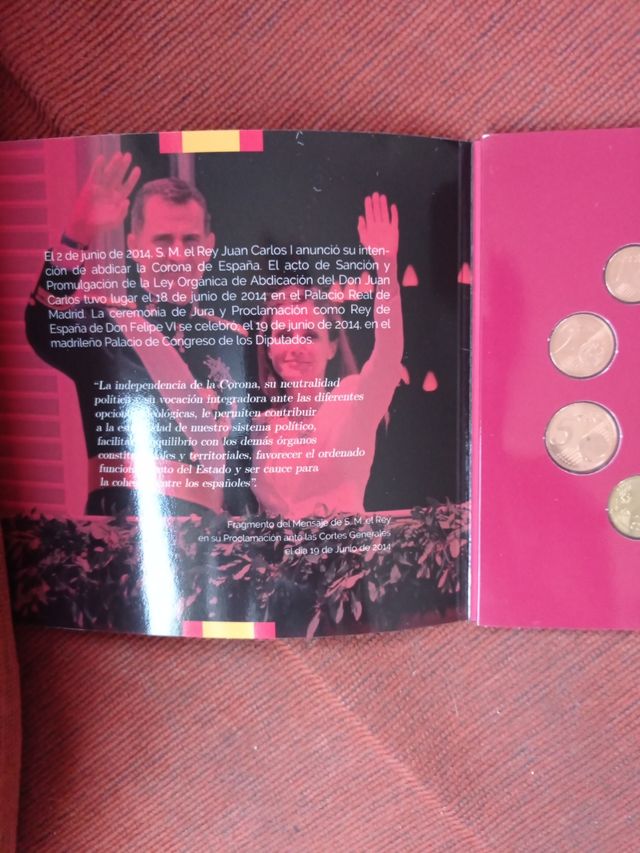 El 2 de junio de 2014, S. M. el Rey Juan Carlos I anunció su inten-
ción de abdicar la Corona de España. El acto de Sanción y
Promulgación de la Ley Orgánica de Abdicación del Don Juan
Carlos tuvo lugar el 18 de junio de 2014 en el Palacio Real de
Madrid. La ceremonia de Jura y Proclamación como Rey de
España de Don Felipe VI se celebró, el 19 de junio de 2014, en el
madrileño Palacio de Congreso de los Diputados.
“La independencia de la Corona, su neutralidad
política y su vocación integradora ante las diferentes
opciones ideológicas, le permiten contribuir
a la estabilidad de nuestro sistema político,
facilitar equilibrio con los demás órganos
constitucionales y territoriales, favorecer el ordenado
funcionamiento del Estado y ser cauce para
la cohesión entre los españoles”.
Fragmento del Mensaje de S. M. el Rey
en su Proclamación ante las Cortes Generales
el día 19 de Junio de 2014